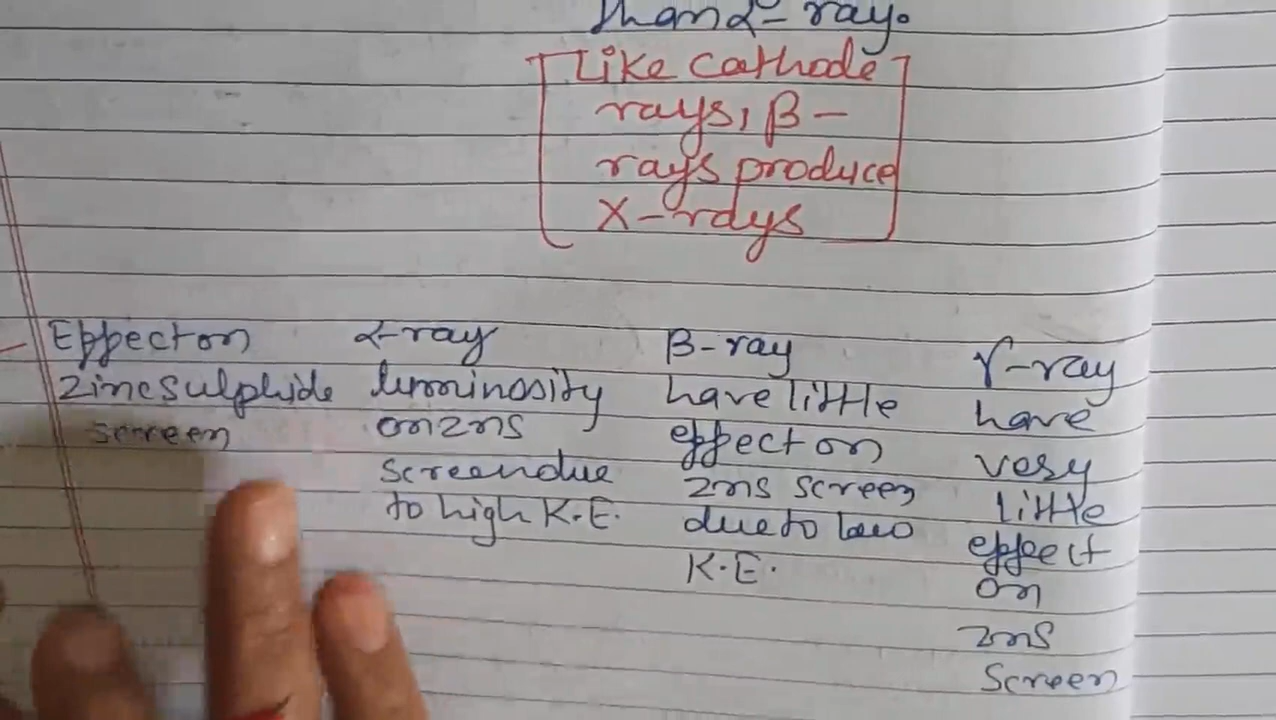 than α-ray.
Like cathode
rays, β-
rays produce
X-rays
Effect on
Zinc sulphide
screen
α-ray
luminosity
on zns
screen due
to high K.E.
β-ray
have little
effect on
zns screen
due to low
K.E.
γ-ray
have
very
little
effect
on
zns
Screen